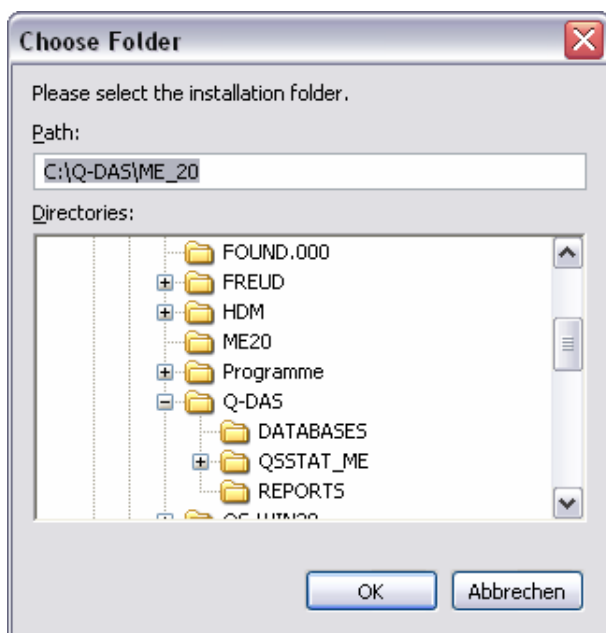 Choose Folder
Please select the installation folder.
Path:
C:\Q-DAS\ME_20
Directories:
FOUND.000
FREUD
HDM
ME20
Programme
Q-DAS
DATABASES
QSSTAT_ME
REPORTS
OK
Abbrechen